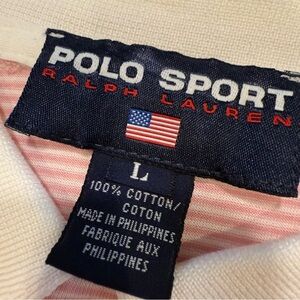 POLO SPORT
RALPH LAUREN
L
100% COTTON/
COTON
MADE IN PHILIPPINES
FABRIQUE AUX
PHILIPPINES